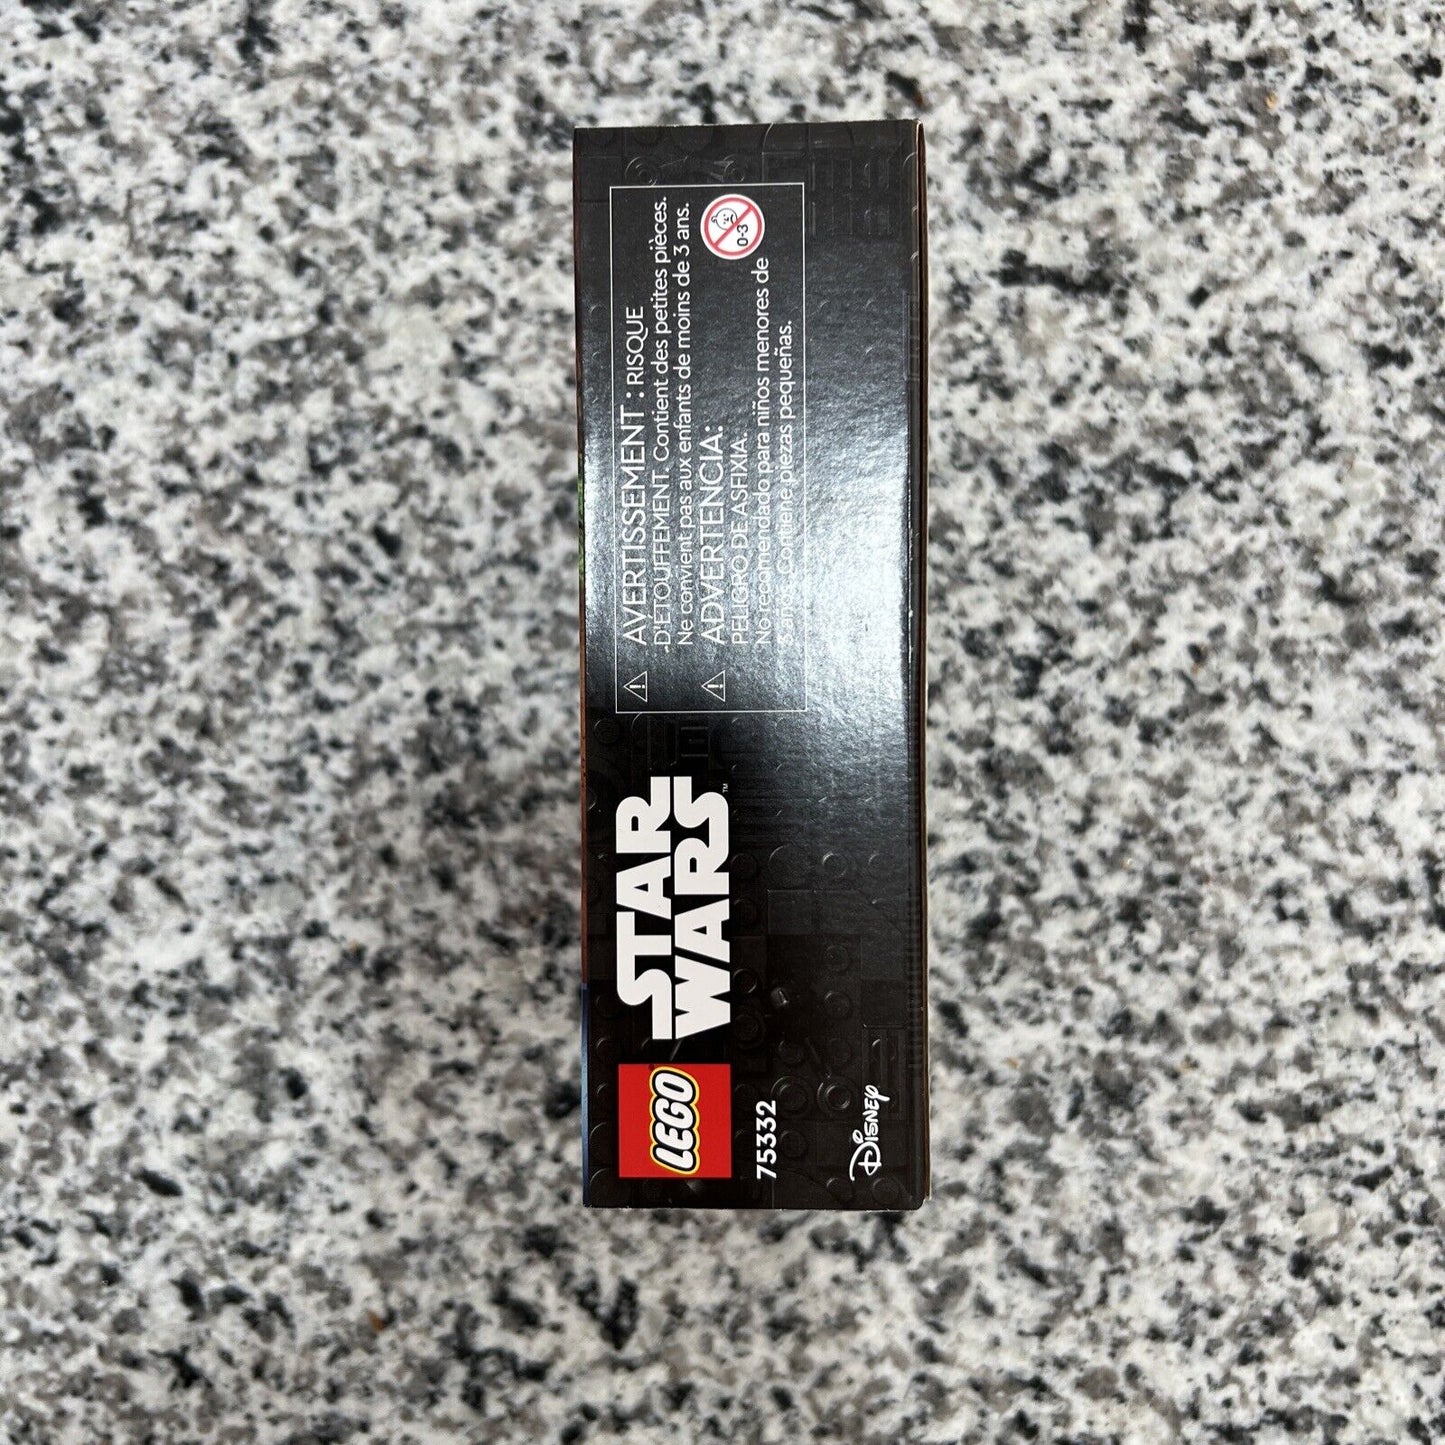 LEGO
STAR
WARS™
75332
Disney
AVERTISSEMENT : RISQUE
D'ÉTOUFFEMENT. Contient des petites pièces.
Ne convient pas aux enfants de moins de 3 ans.
ADVERTENCIA:
PELIGRO DE ASFIXIA.
No recomendado para niños menores de
3 años. Contiene piezas pequeñas.
0-3